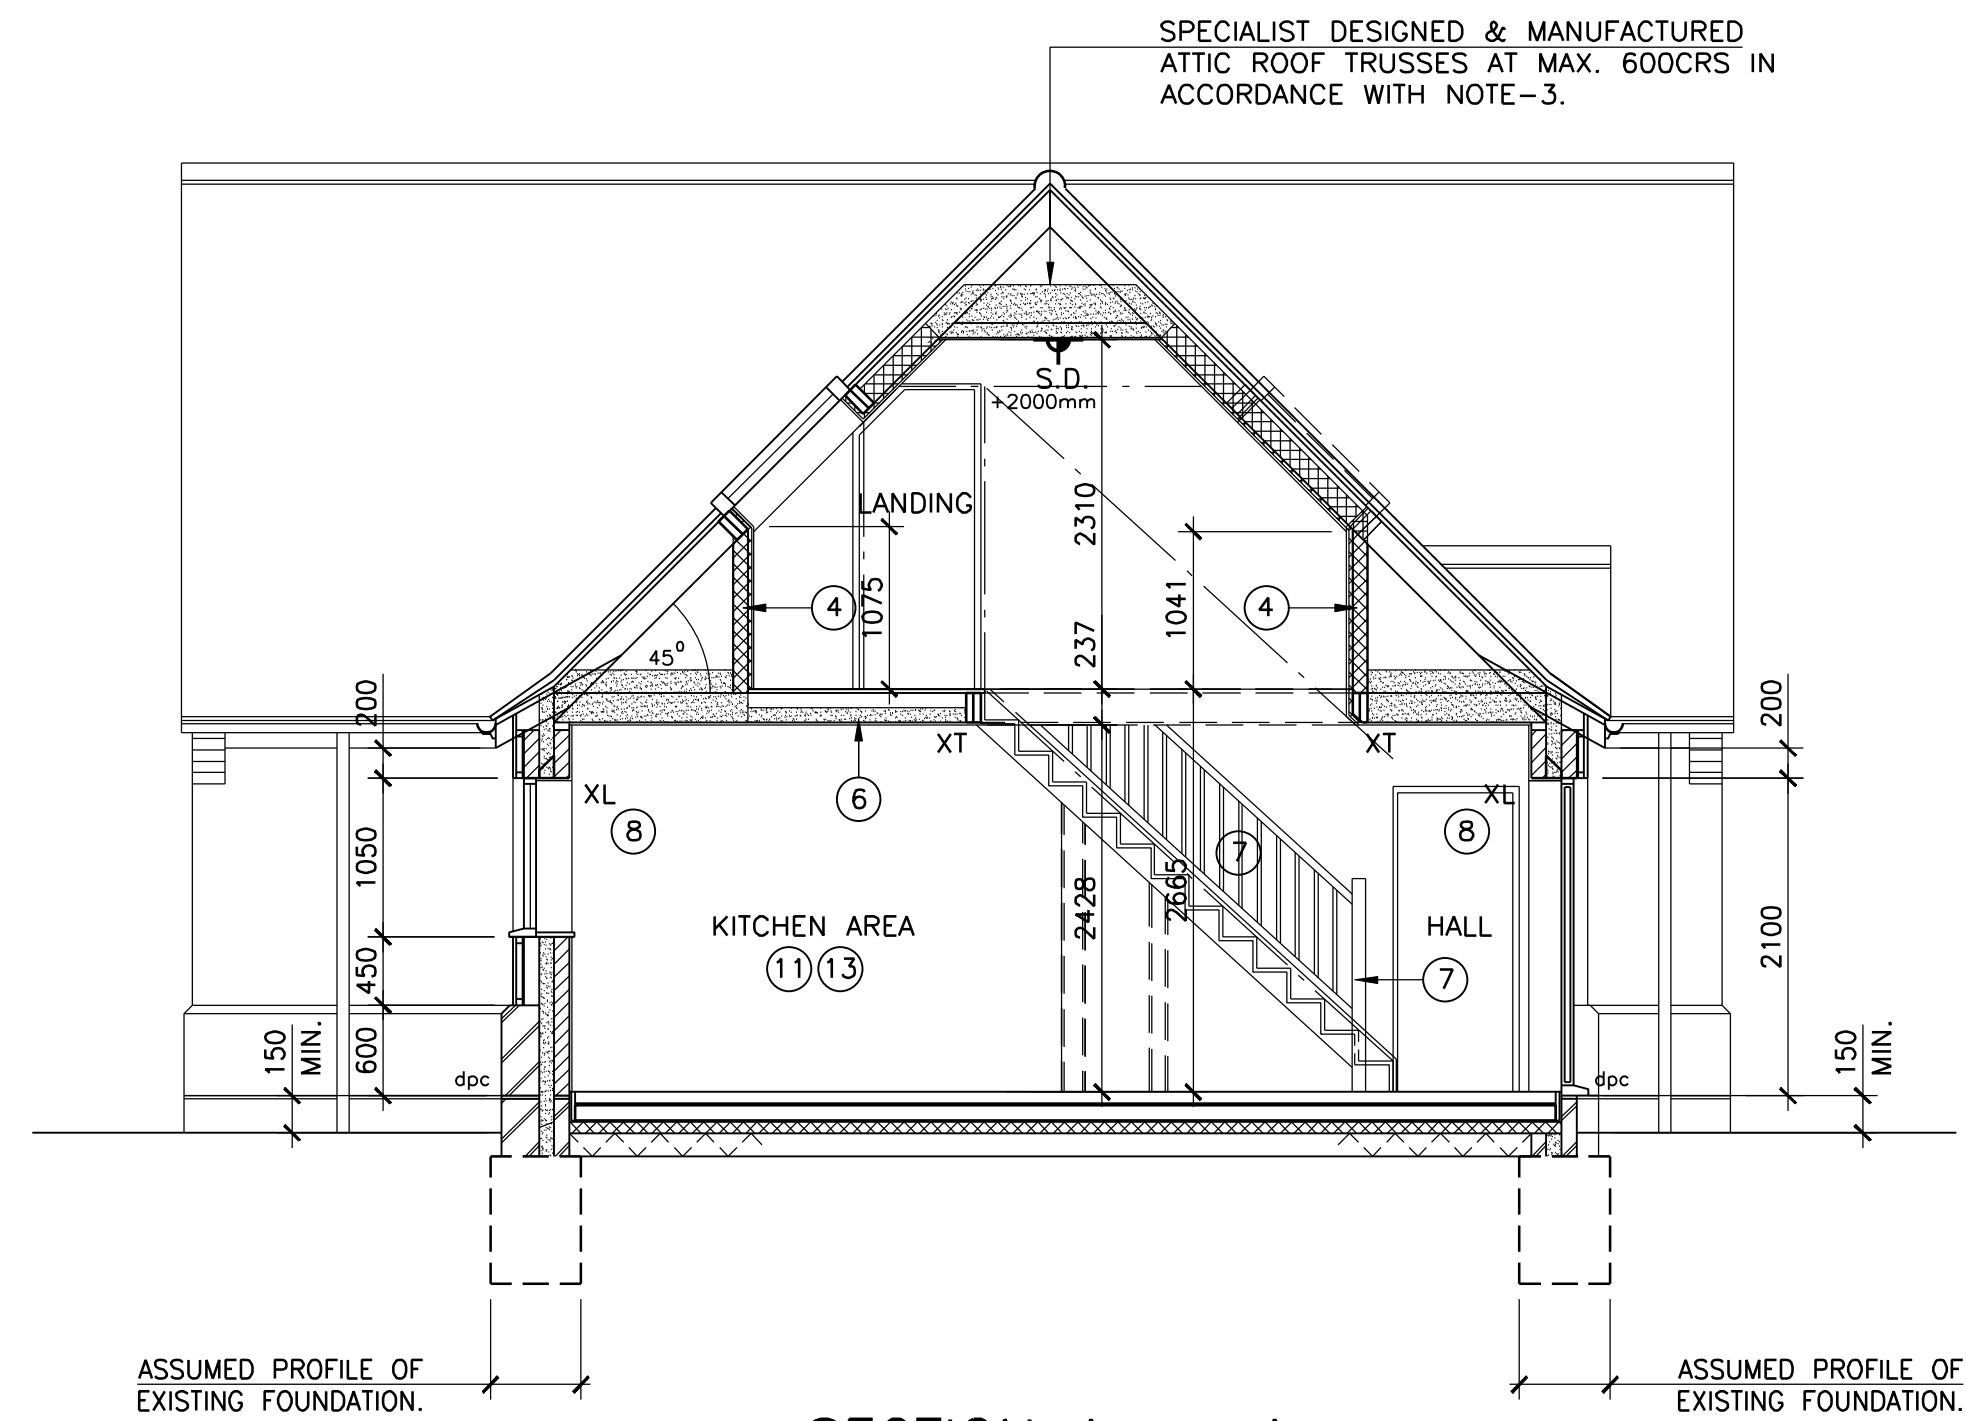 SPECIALIST DESIGNED & MANUFACTURED
ATTIC ROOF TRUSSES AT MAX. 600CRS IN
ACCORDANCE WITH NOTE-3.
S.D.
+2000mm
LANDING
2310
4
1075
1041
4
45°
237
200
200
XT
XT
6
XL
8
XL
8
1050
7
2428
2665
KITCHEN AREA
11 13
HALL
7
2100
450
600
150
MIN.
dpc
dpc
150
MIN.
ASSUMED PROFILE OF
EXISTING FOUNDATION.
ASSUMED PROFILE OF
EXISTING FOUNDATION.